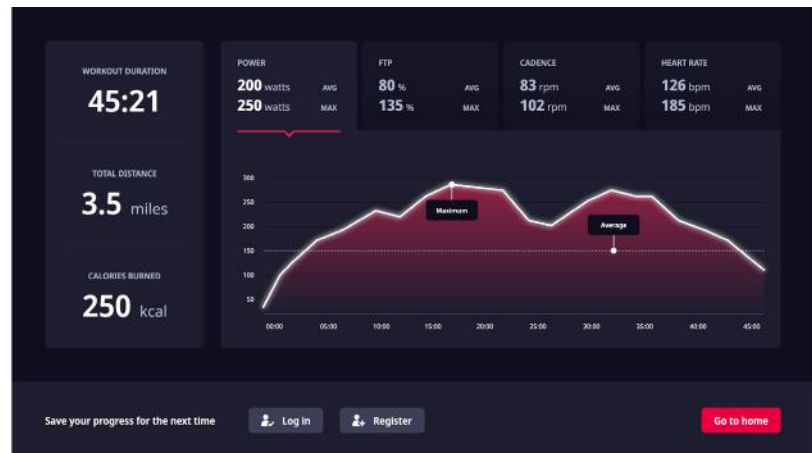 WORKOUT DURATION
45:21
TOTAL DISTANCE
3.5 miles
CALORIES BURNED
250 kcal
POWER
200 watts AVG
250 watts MAX
FTP
80 % AVG
135 % MAX
CADENCE
83 rpm AVG
102 rpm MAX
HEART RATE
126 bpm AVG
185 bpm MAX
300
250
200
150
100
50
Maximum
Average
00:00 05:00 10:00 15:00 20:00 25:00 30:00 35:00 40:00 45:00
Save your progress for the next time
Log in
Register
Go to home